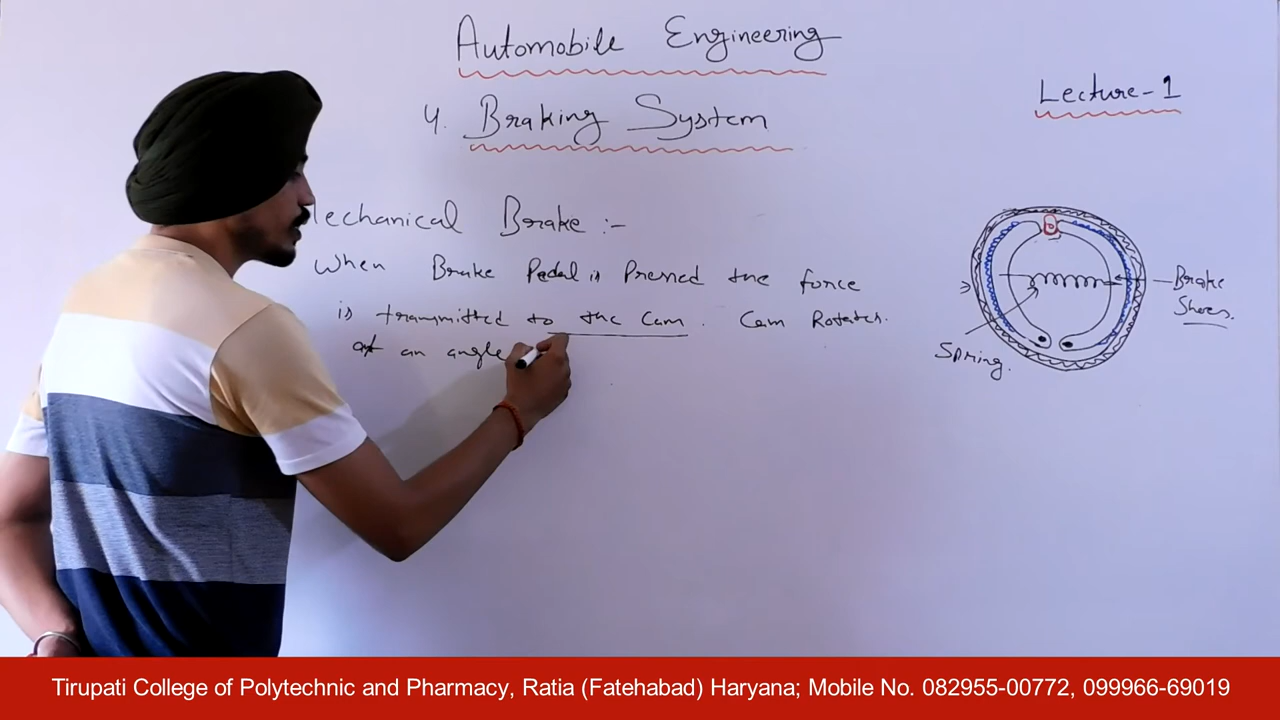 Automobile Engineering
Lecture-1
4. Braking System
Mechanical Brake :-
When Brake Pedal is Pressed the force
is transmitted to the Cam. Cam Rotates.
at an angle
Brake
Shoes.
Spring.
Tirupati College of Polytechnic and Pharmacy, Ratia (Fatehabad) Haryana; Mobile No. 082955-00772, 099966-69019